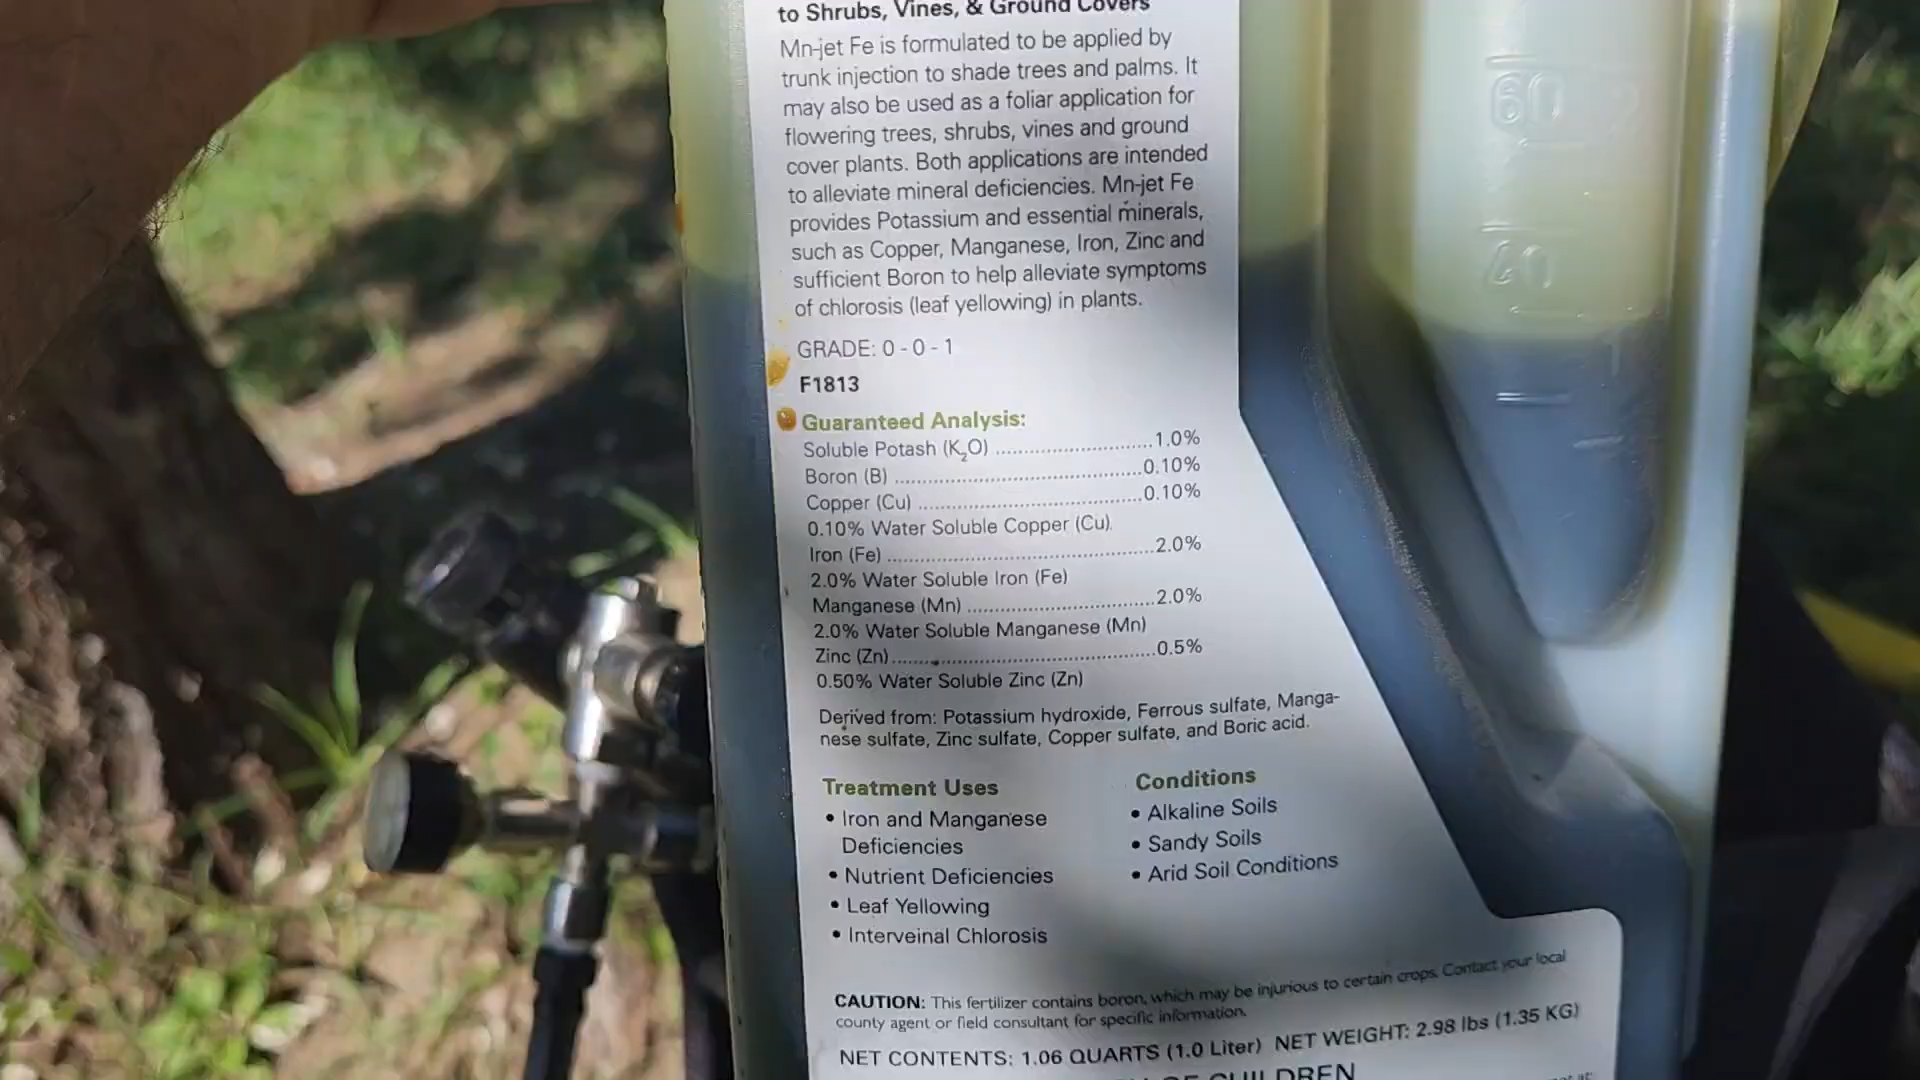 to Shrubs, Vines, & Ground Covers
Mn-jet Fe is formulated to be applied by
trunk injection to shade trees and palms. It
may also be used as a foliar application for
flowering trees, shrubs, vines and ground
cover plants. Both applications are intended
to alleviate mineral deficiencies. Mn-jet Fe
provides Potassium and essential minerals,
such as Copper, Manganese, Iron, Zinc and
sufficient Boron to help alleviate symptoms
of chlorosis (leaf yellowing) in plants.
GRADE: 0 - 0 - 1
F1813
Guaranteed Analysis:
Soluble Potash (K₂O) ..........................1.0%
Boron (B) ..........................................0.10%
Copper (Cu) ......................................0.10%
0.10% Water Soluble Copper (Cu).
Iron (Fe) .............................................2.0%
2.0% Water Soluble Iron (Fe)
Manganese (Mn) ...............................2.0%
2.0% Water Soluble Manganese (Mn)
Zinc (Zn).............................................0.5%
0.50% Water Soluble Zinc (Zn)
Derived from: Potassium hydroxide, Ferrous sulfate, Manga-
nese sulfate, Zinc sulfate, Copper sulfate, and Boric acid.
Treatment Uses
• Iron and Manganese
Deficiencies
• Nutrient Deficiencies
• Leaf Yellowing
• Interveinal Chlorosis
Conditions
• Alkaline Soils
• Sandy Soils
• Arid Soil Conditions
CAUTION: This fertilizer contains boron, which may be injurious to certain crops. Contact your local
county agent or field consultant for specific information.
NET CONTENTS: 1.06 QUARTS (1.0 Liter) NET WEIGHT: 2.98 lbs (1.35 KG)
OF CHILDREN
60
40